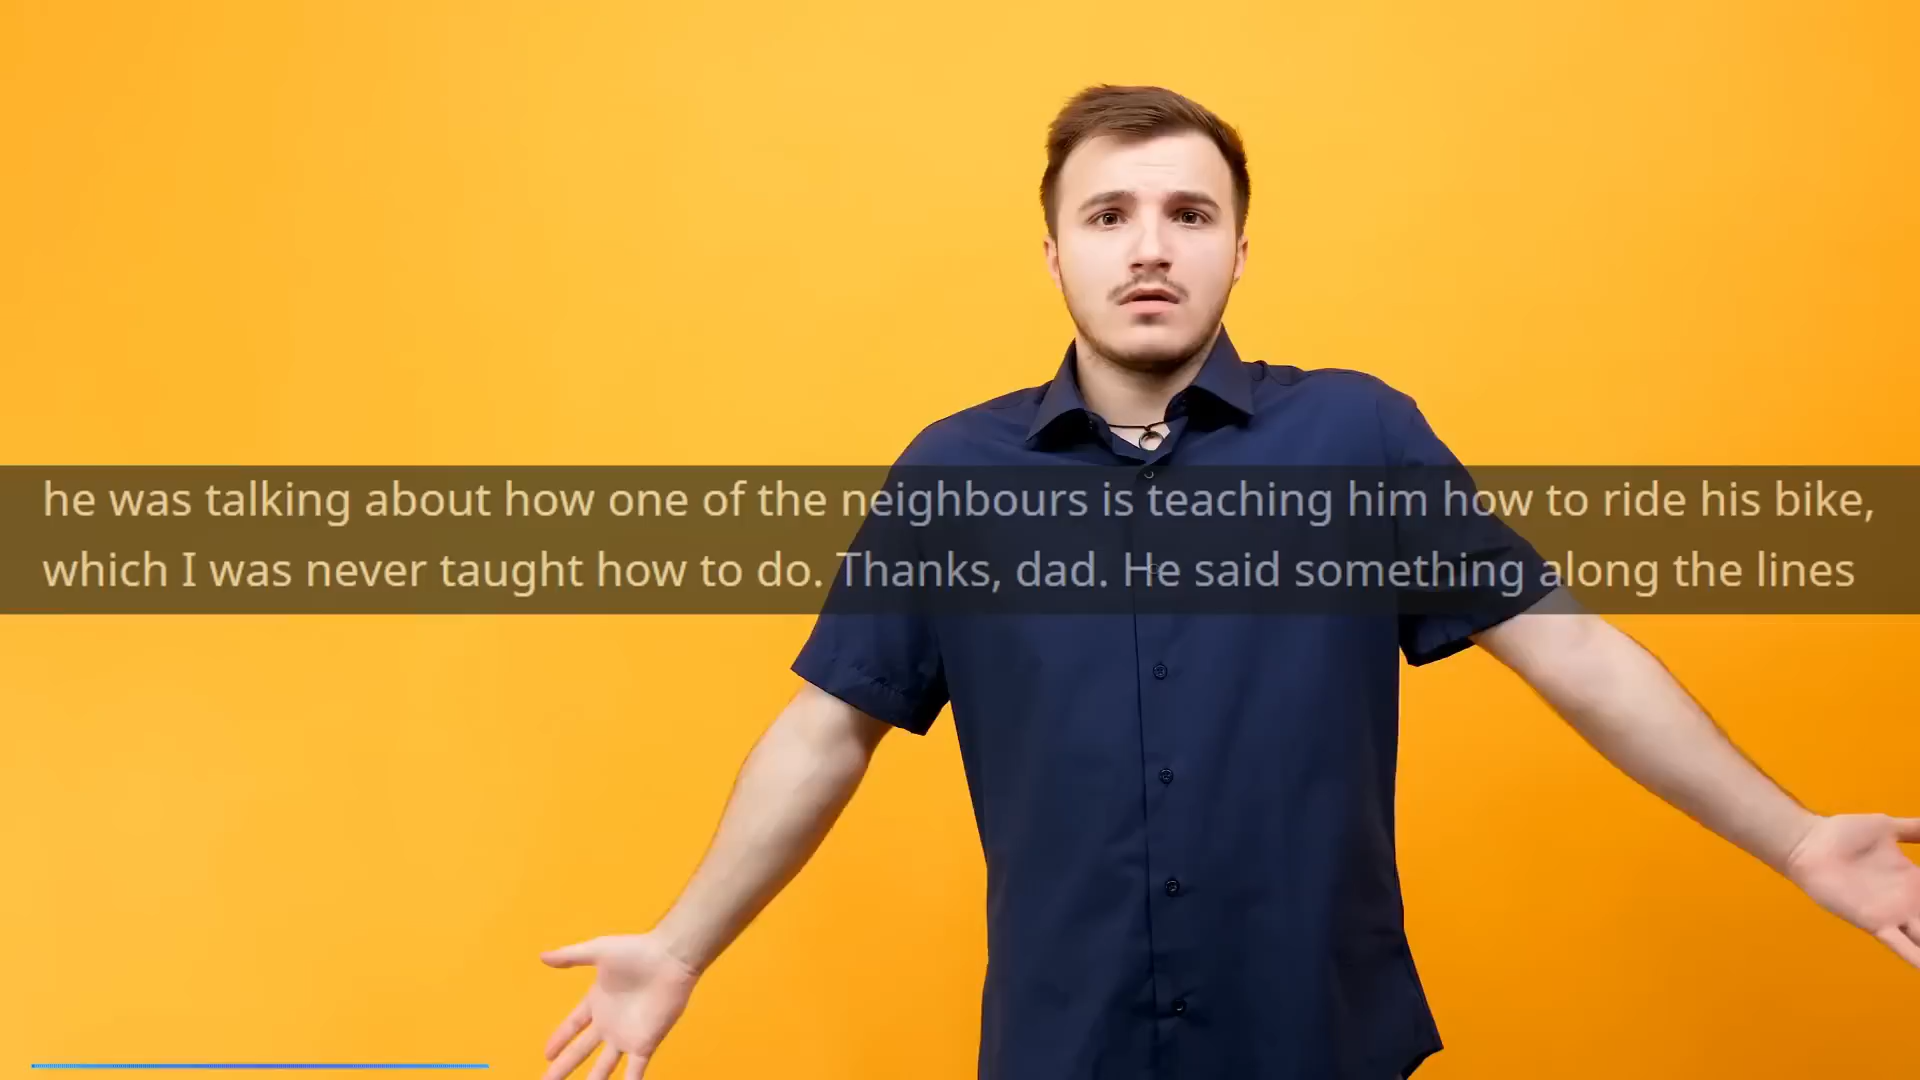 he was talking about how one of the neighbours is teaching him how to ride his bike,
which I was never taught how to do. Thanks, dad. He said something along the lines